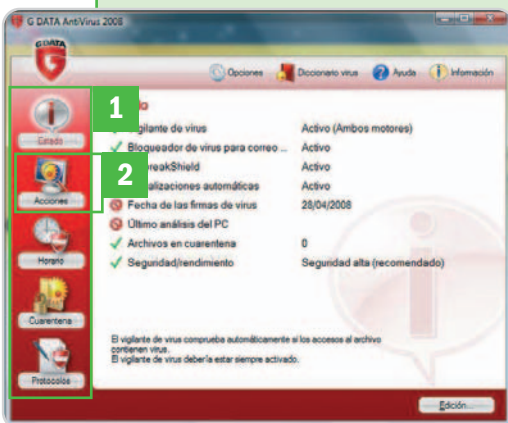 G DATA AntiVirus 2008
G DATA
Opciones Diccionario virus Ayuda Información
1
Estado
Vigilante de virus Activo (Ambos motores)
Bloqueador de virus para correo ... Activo
2
reakShield Activo
alizaciones automáticas Activo
Acciones
Fecha de las firmas de virus 28/04/2008
Último análisis del PC
Archivos en cuarentena 0
Horario
Seguridad/rendimiento Seguridad alta (recomendado)
Cuarentena
El vigilante de virus comprueba automáticamente si los accesos al archivo
contienen virus.
El vigilante de virus debería estar siempre activado.
Protocolos
Edición...